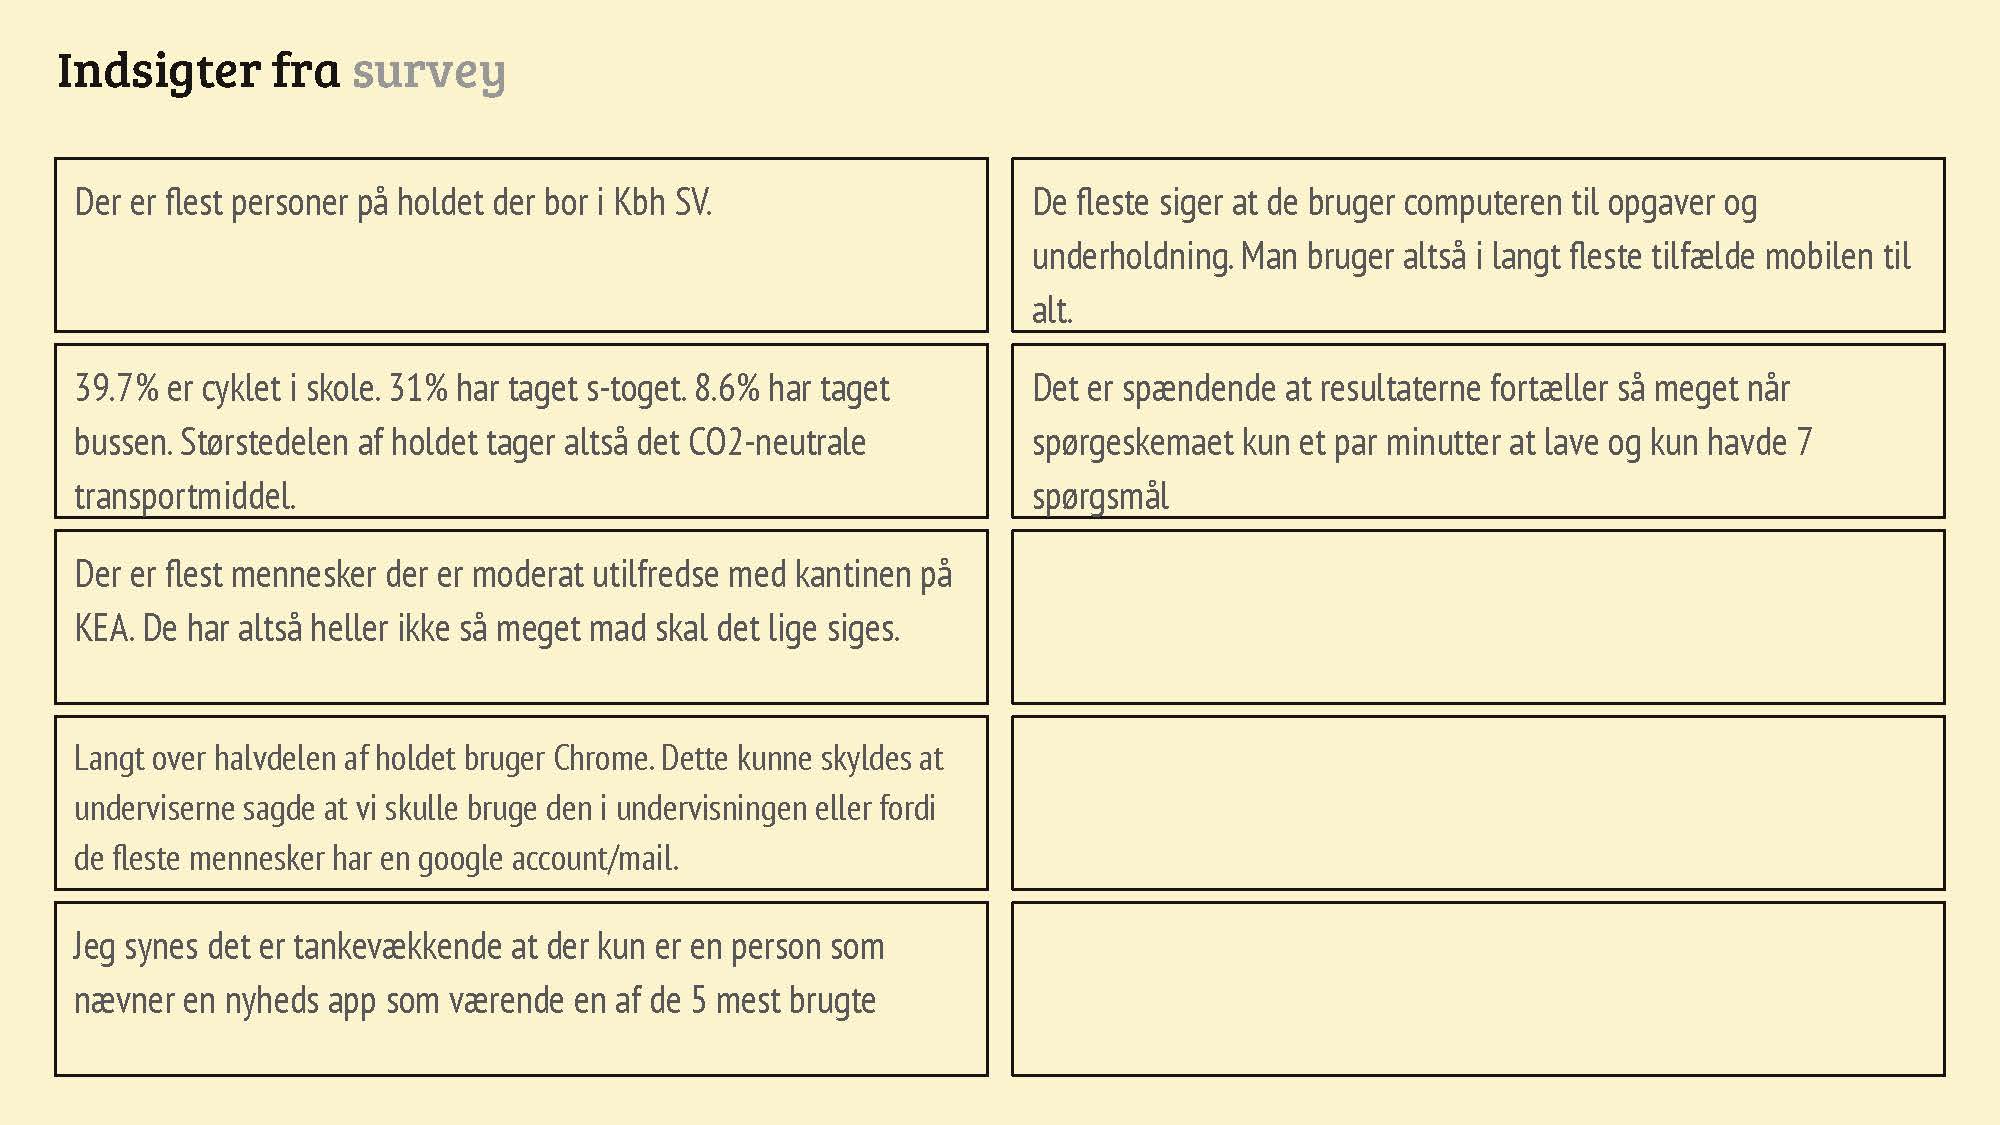 Indsigter fra survey
Der er flest personer på holdet der bor i Kbh SV.
39.7% er cyklet i skole. 31% har taget s-toget. 8.6% har taget
bussen. Størstedelen af holdet tager altså det CO2-neutrale
transportmiddel.
Der er flest mennesker der er moderat utilfredse med kantinen på
KEA. De har altså heller ikke så meget mad skal det lige siges.
Langt over halvdelen af holdet bruger Chrome. Dette kunne skyldes at
underviserne sagde at vi skulle bruge den i undervisningen eller fordi
de fleste mennesker har en google account/mail.
Jeg synes det er tankevækkende at der kun er en person som
nævner en nyheds app som værende en af de 5 mest brugte
De fleste siger at de bruger computeren til opgaver og
underholdning. Man bruger altså i langt fleste tilfælde mobilen til
alt.
Det er spændende at resultaterne fortæller så meget når
spørgeskemaet kun et par minutter at lave og kun havde 7
spørgsmål